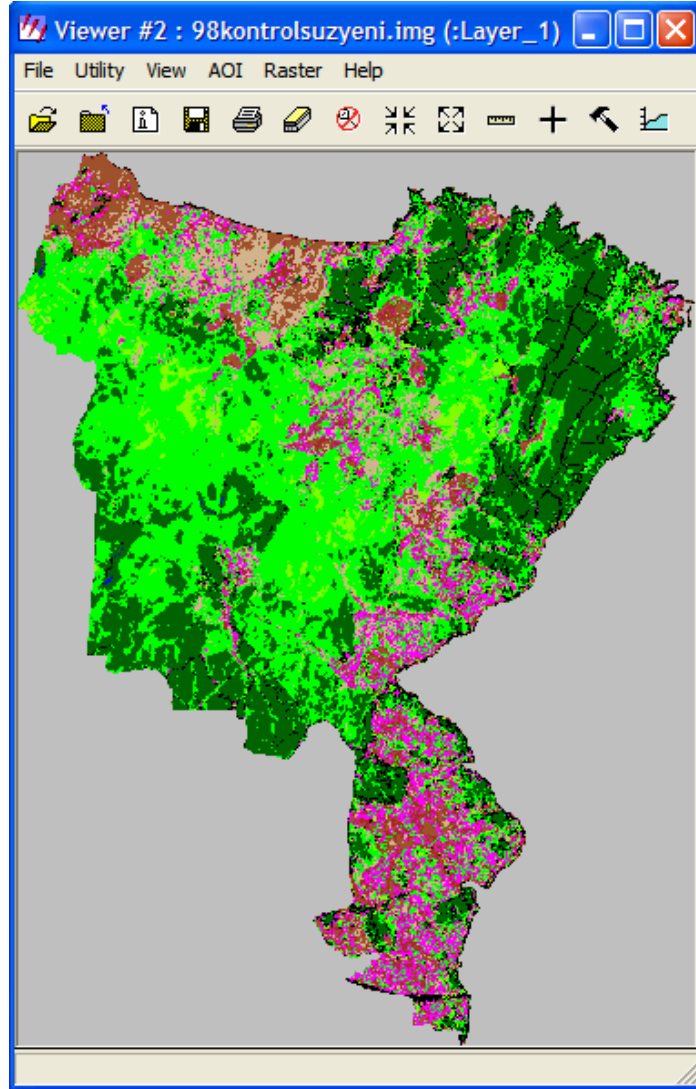 Viewer #2 : 98kontrolsuzyeni.img (:Layer_1)
File Utility View AOI Raster Help